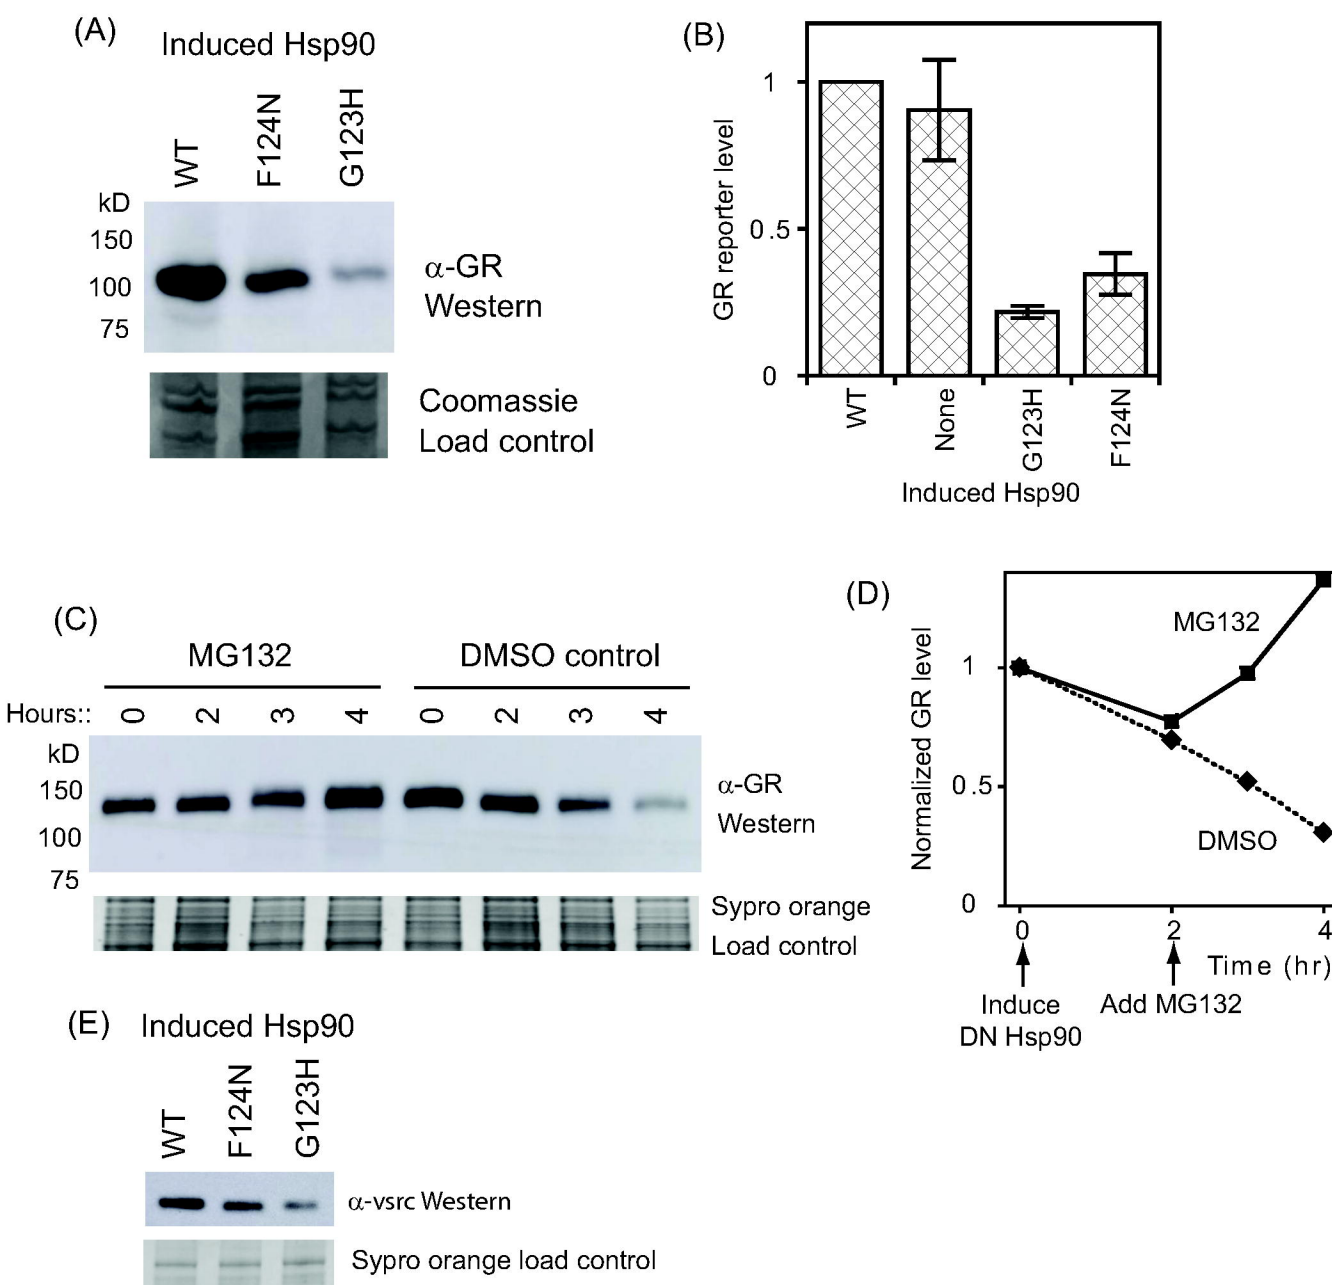 (A)
Induced Hsp90
WT
F124N
G123H
kD
150
100
75
α-GR
Western
Coomassie
Load control
(B)
GR reporter level
1
0.5
0
WT
None
G123H
F124N
Induced Hsp90
(C)
MG132
DMSO control
Hours:: 0 2 3 4 0 2 3 4
kD
150
100
75
α-GR
Western
Sypro orange
Load control
(D)
Normalized GR level
1
0.5
0
MG132
DMSO
0 2 4
Time (hr)
Induce
DN Hsp90
Add MG132
(E)
Induced Hsp90
WT
F124N
G123H
α-vsrc Western
Sypro orange load control